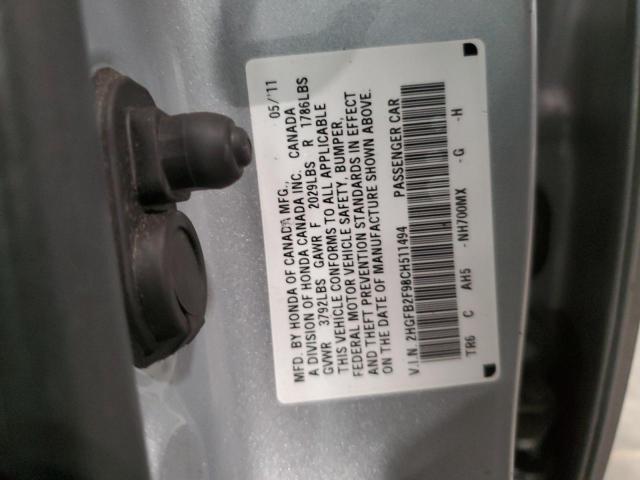 MFD. BY HONDA OF CANADA MFG., 05/'11
A DIVISION OF HONDA CANADA INC. CANADA
GVWR 3792LBS GAWR F 2029LBS R 1786LBS
THIS VEHICLE CONFORMS TO ALL APPLICABLE
FEDERAL MOTOR VEHICLE SAFETY, BUMPER,
AND THEFT PREVENTION STANDARDS IN EFFECT
ON THE DATE OF MANUFACTURE SHOWN ABOVE.
V.I.N. 2HGFB2F98CH511494 PASSENGER CAR
TR6 C AH5 -NH700MX -G -H